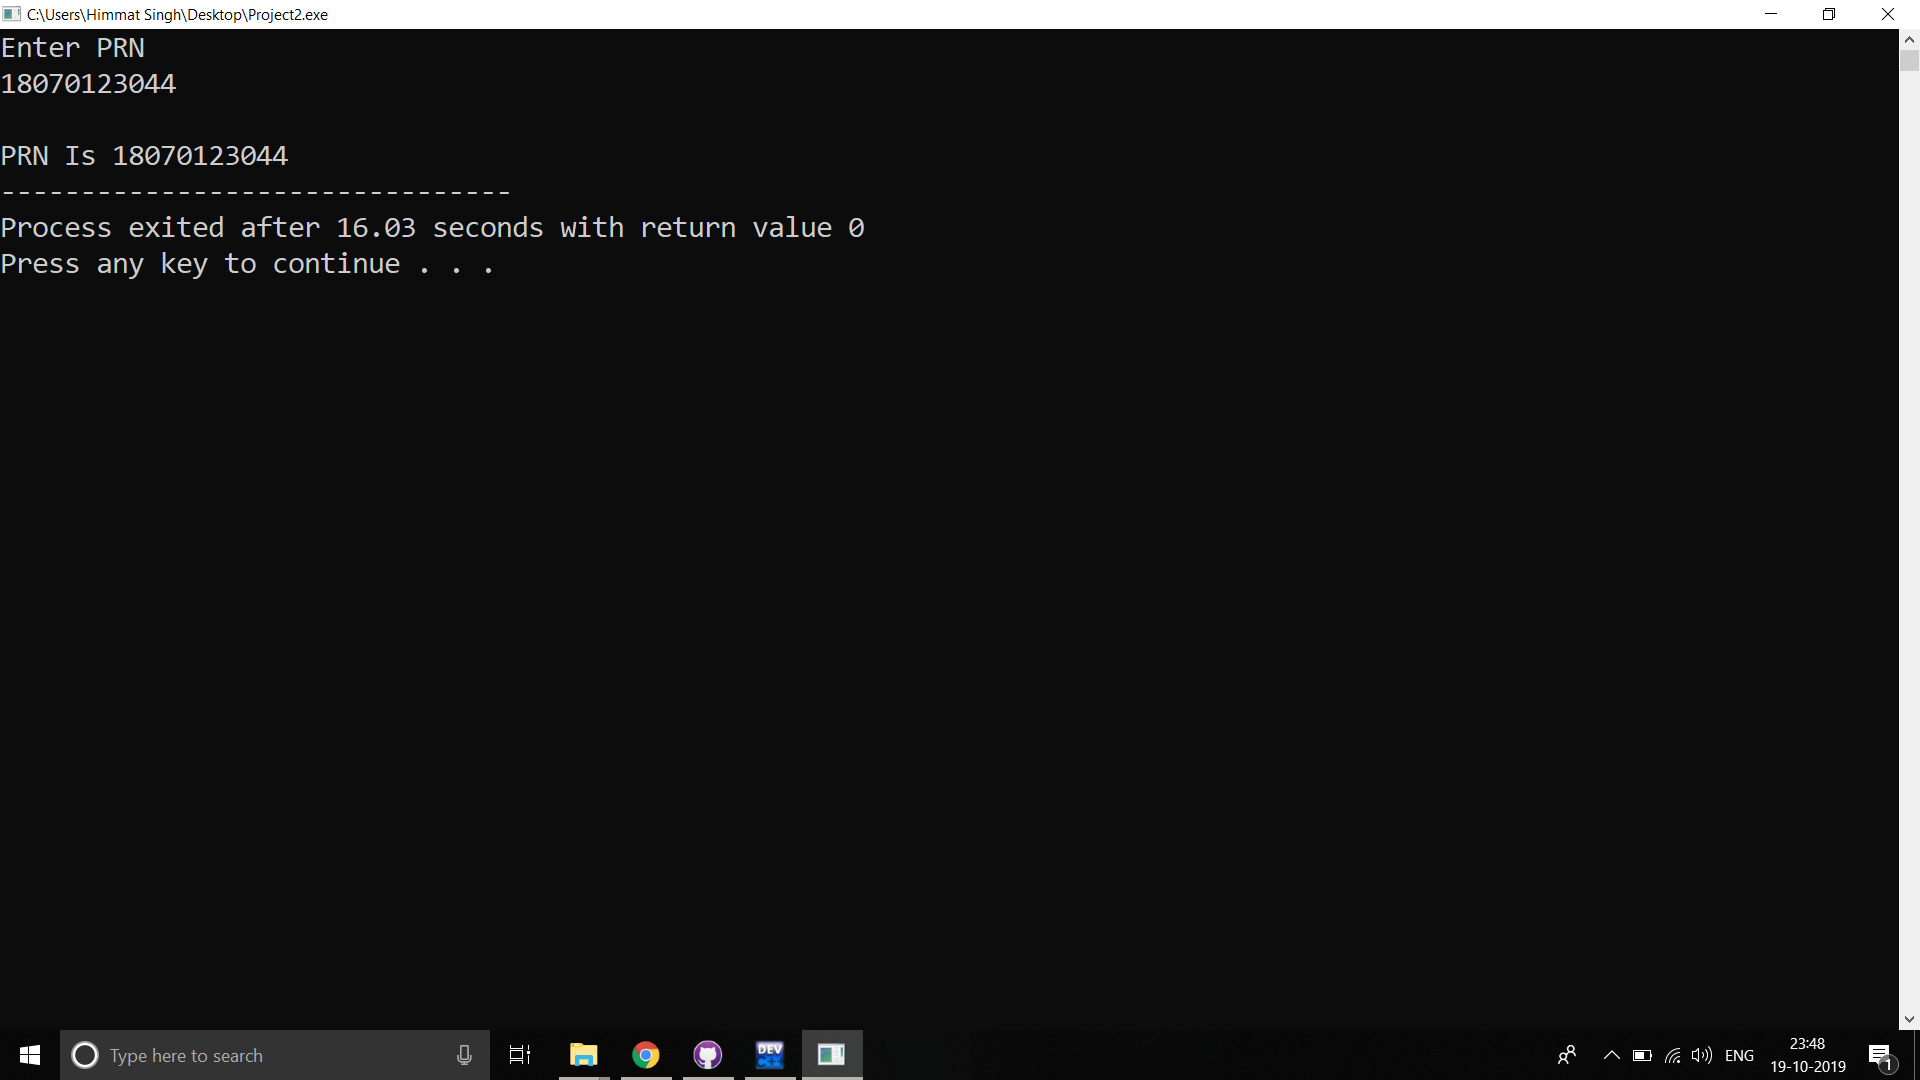 C:\Users\Himmat Singh\Desktop\Project2.exe
Enter PRN
18070123044
PRN Is 18070123044
--------------------------------
Process exited after 16.03 seconds with return value 0
Press any key to continue . . .
Type here to search
DEV
C++
ENG
23:48
19-10-2019
1